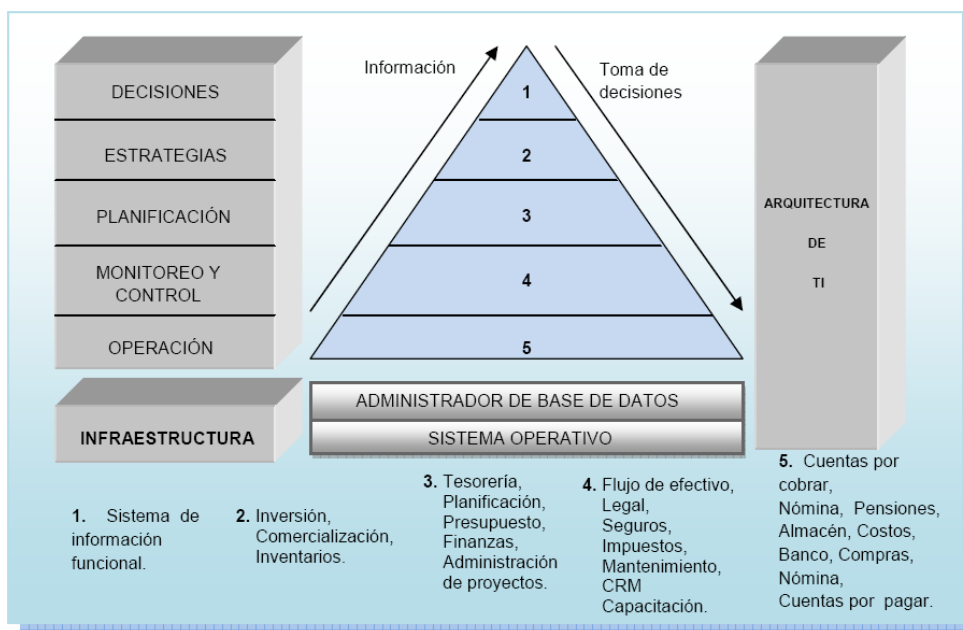 DECISIONES
ESTRATEGIAS
PLANIFICACIÓN
MONITOREO Y
CONTROL
OPERACIÓN
INFRAESTRUCTURA
Información
Toma de
decisiones
1
2
3
4
5
ADMINISTRADOR DE BASE DE DATOS
SISTEMA OPERATIVO
ARQUITECTURA
DE
TI
1. Sistema de
información
funcional.
2. Inversión,
Comercialización,
Inventarios.
3. Tesorería,
Planificación,
Presupuesto,
Finanzas,
Administración
de proyectos.
4. Flujo de efectivo,
Legal,
Seguros,
Impuestos,
Mantenimiento,
CRM
Capacitación.
5. Cuentas por
cobrar,
Nómina, Pensiones,
Almacén, Costos,
Banco, Compras,
Nómina,
Cuentas por pagar.